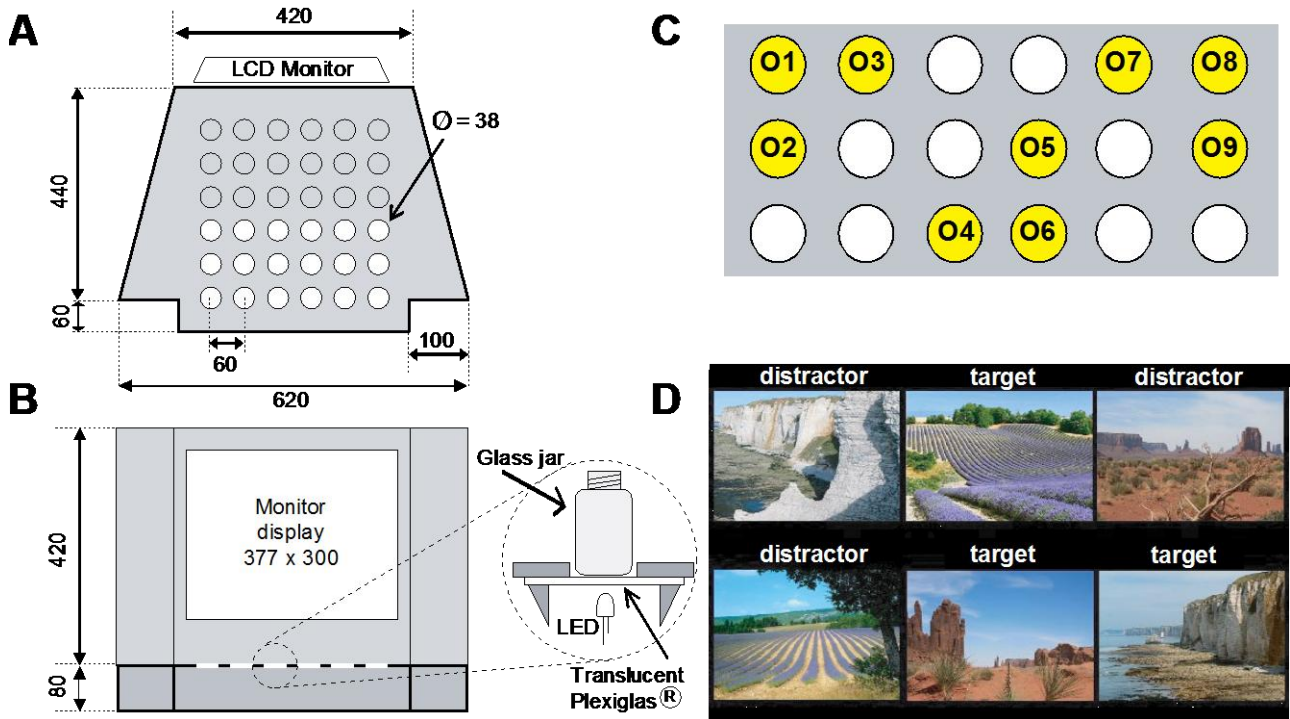 A
420
LCD Monitor
Ø = 38
440
60
60
100
620
B
420
80
Monitor
display
377 x 300
Glass jar
LED
Translucent
Plexiglas®
C
O1 O3 O7 O8
O2 O5 O9
O4 O6
D
distractor target distractor
distractor target target